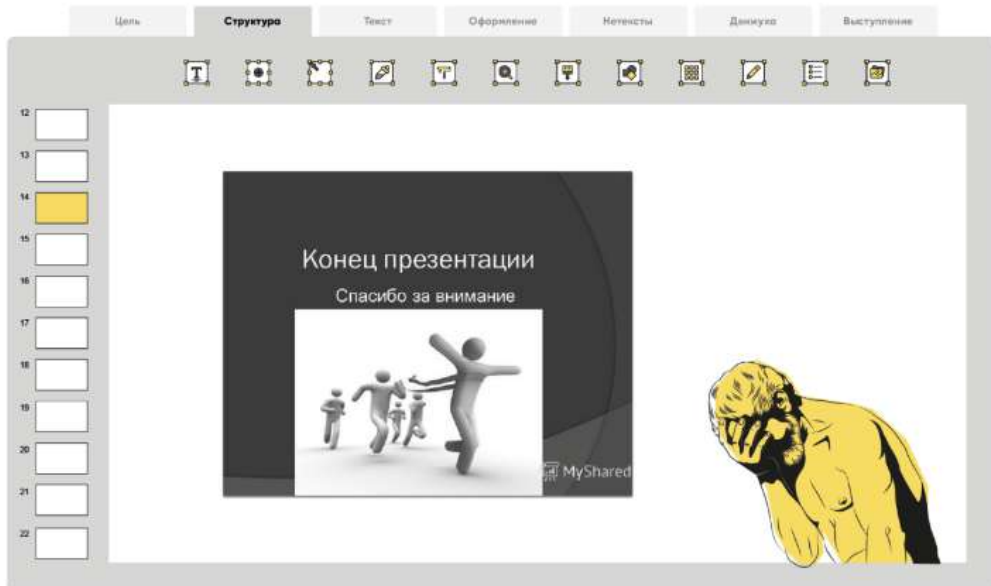 Цель Структура Текст Оформление Нетексты Движуха Выступление
12
13
14
15
16
17
18
19
20
21
22
Конец презентации
Спасибо за внимание
MyShared